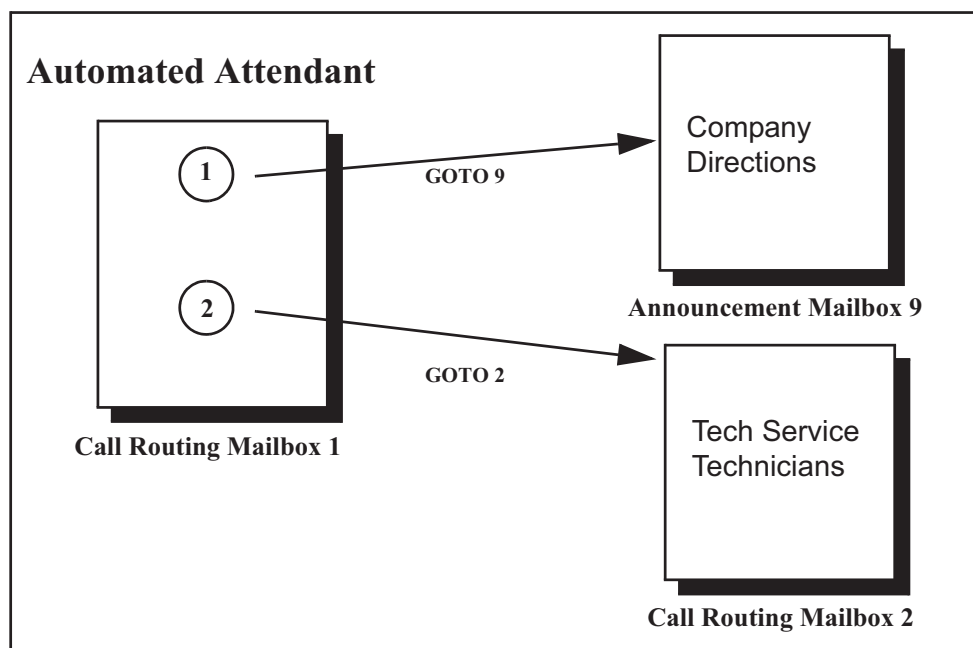 Automated Attendant
1
GOTO 9
Company
Directions
Announcement Mailbox 9
2
GOTO 2
Tech Service
Technicians
Call Routing Mailbox 1
Call Routing Mailbox 2